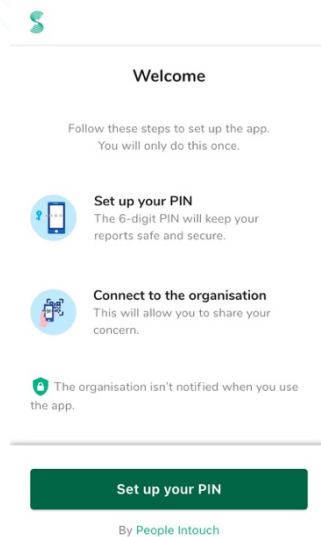 Welcome
Follow these steps to set up the app.
You will only do this once.
Set up your PIN
The 6-digit PIN will keep your
reports safe and secure.
Connect to the organisation
This will allow you to share your
concern.
The organisation isn't notified when you use
the app.
Set up your PIN
By People Intouch